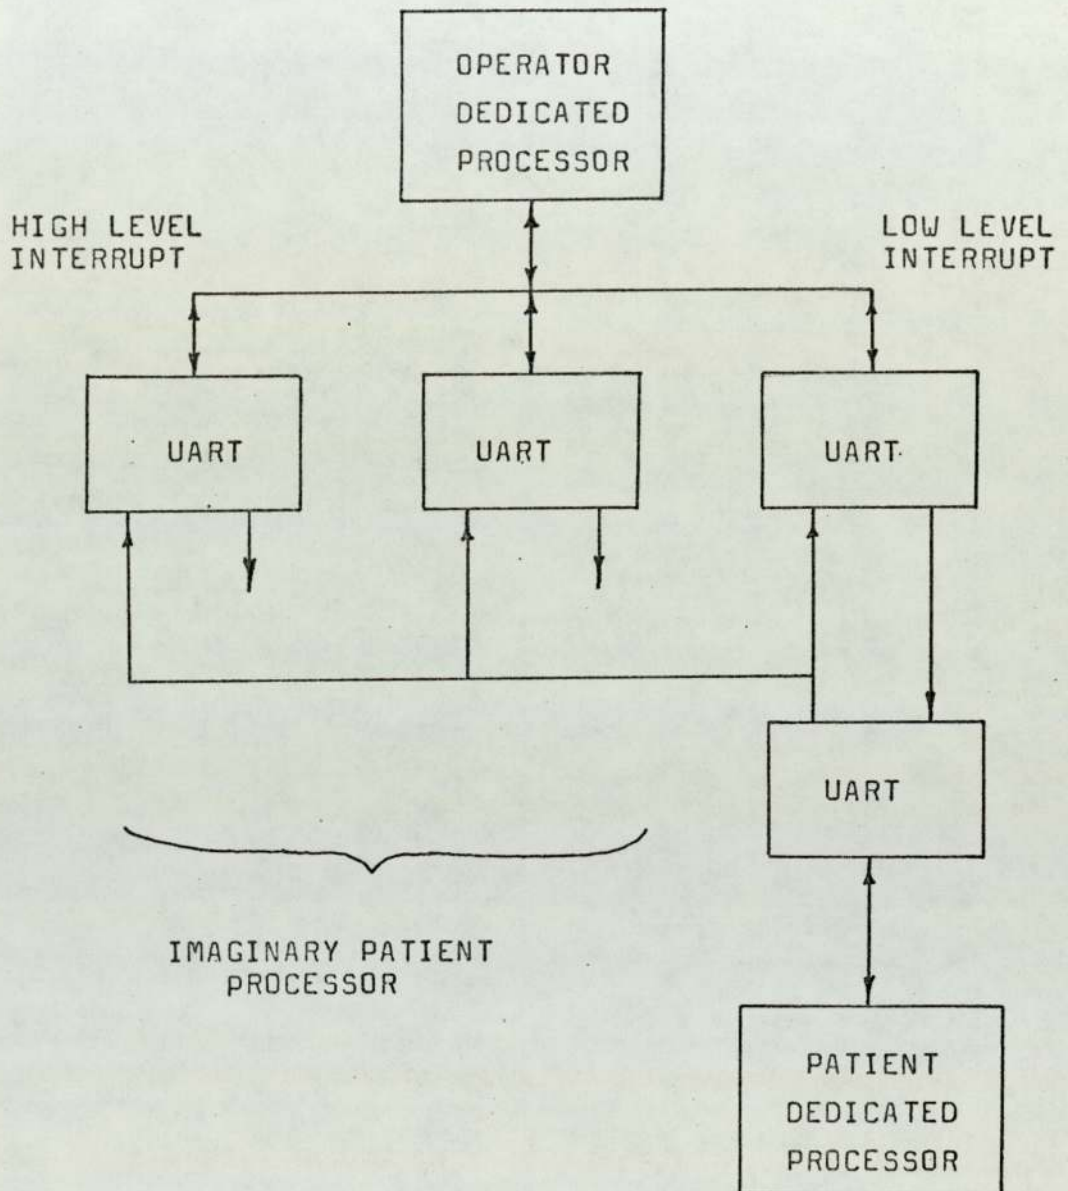 OPERATOR
DEDICATED
PROCESSOR
HIGH LEVEL
INTERRUPT
LOW LEVEL
INTERRUPT
UART
UART
UART
UART
IMAGINARY PATIENT
PROCESSOR
PATIENT
DEDICATED
PROCESSOR